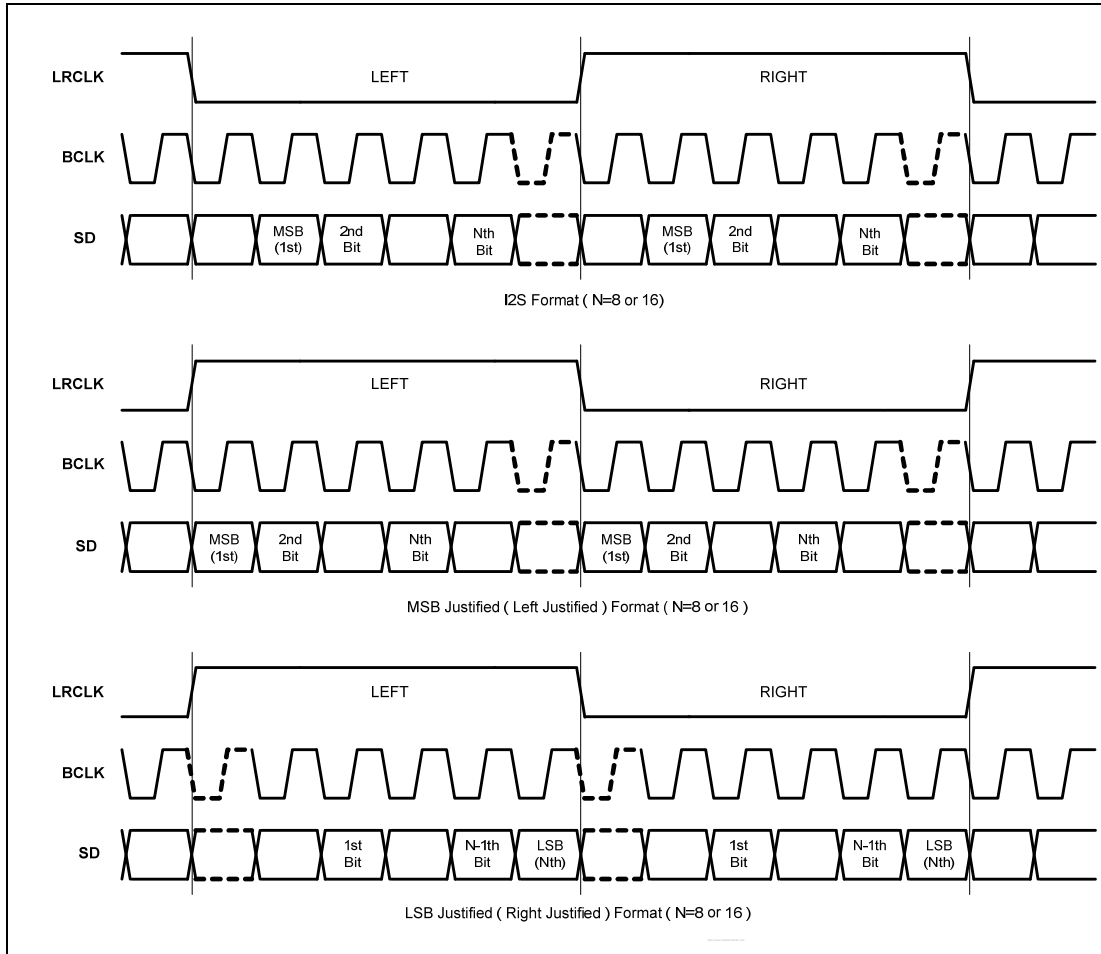 LRCLK
LEFT
RIGHT
BCLK
SD
MSB
(1st)
2nd
Bit
Nth
Bit
MSB
(1st)
2nd
Bit
Nth
Bit
I2S Format ( N=8 or 16)
LRCLK
LEFT
RIGHT
BCLK
SD
MSB
(1st)
2nd
Bit
Nth
Bit
MSB
(1st)
2nd
Bit
Nth
Bit
MSB Justified ( Left Justified ) Format ( N=8 or 16 )
LRCLK
LEFT
RIGHT
BCLK
SD
1st
Bit
N-1th
Bit
LSB
(Nth)
1st
Bit
N-1th
Bit
LSB
(Nth)
LSB Justified ( Right Justified ) Format ( N=8 or 16 )